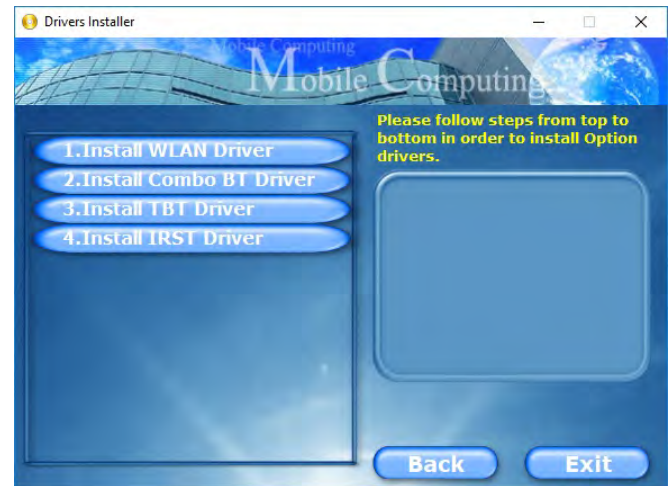 Drivers Installer
Mobile Computing
Mobile Computing
Please follow steps from top to
bottom in order to install Option
drivers.
1.Install WLAN Driver
2.Install Combo BT Driver
3.Install TBT Driver
4.Install IRST Driver
Back
Exit